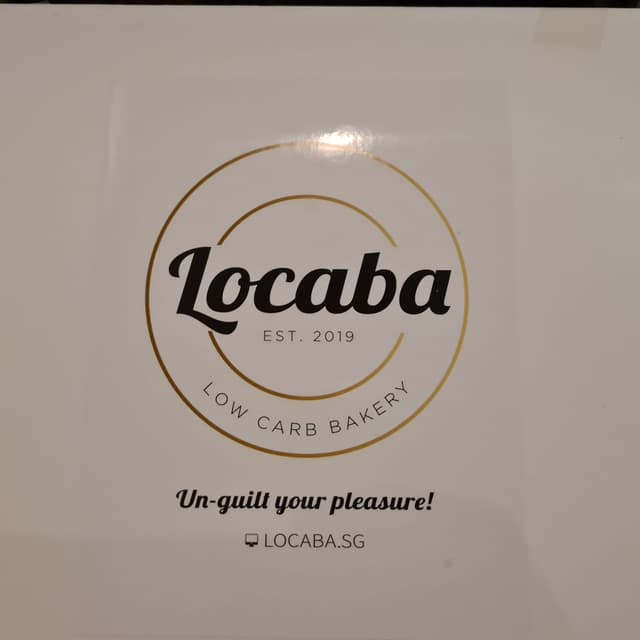 Locaba
EST. 2019
LOW CARB BAKERY
Un-guilt your pleasure!
LOCABA.SG